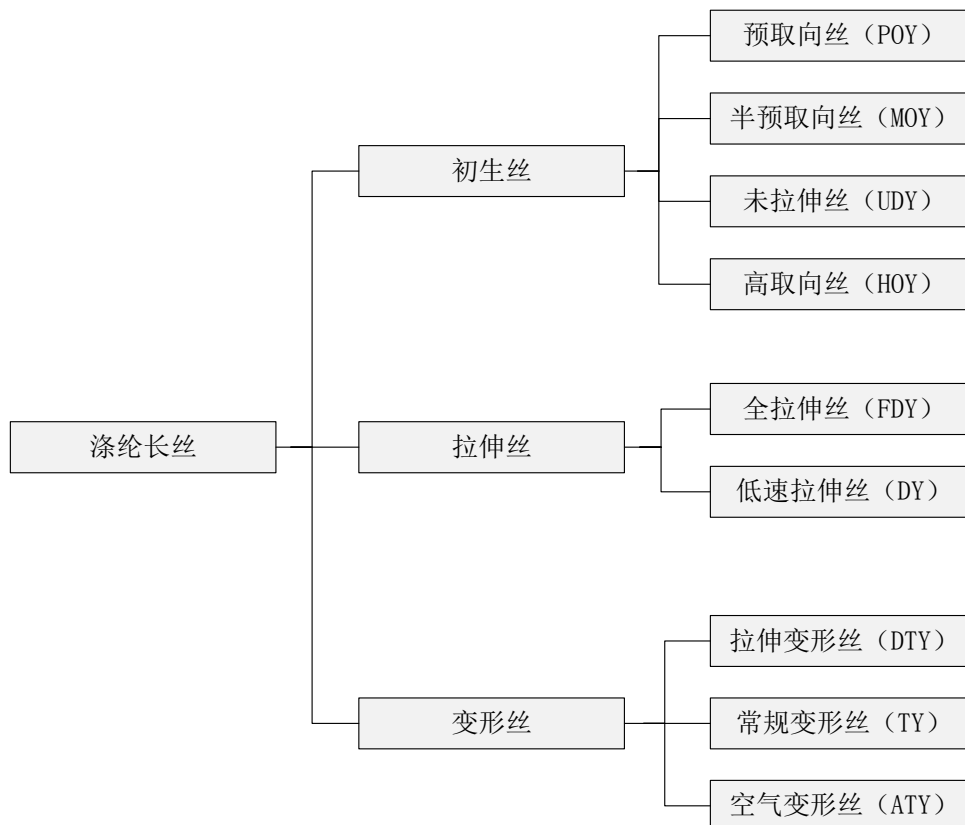 预取向丝（POY）
半预取向丝（MOY）
初生丝
未拉伸丝（UDY）
高取向丝（HOY）
全拉伸丝（FDY）
涤纶长丝
拉伸丝
低速拉伸丝（DY）
拉伸变形丝（DTY）
变形丝
常规变形丝（TY）
空气变形丝（ATY）